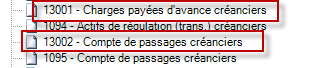 13001 - Charges payées d'avance créanciers
1094 - Actifs de régulation (trans.) créanciers
13002 - Compte de passages créanciers
1095 - Compte de passages créanciers